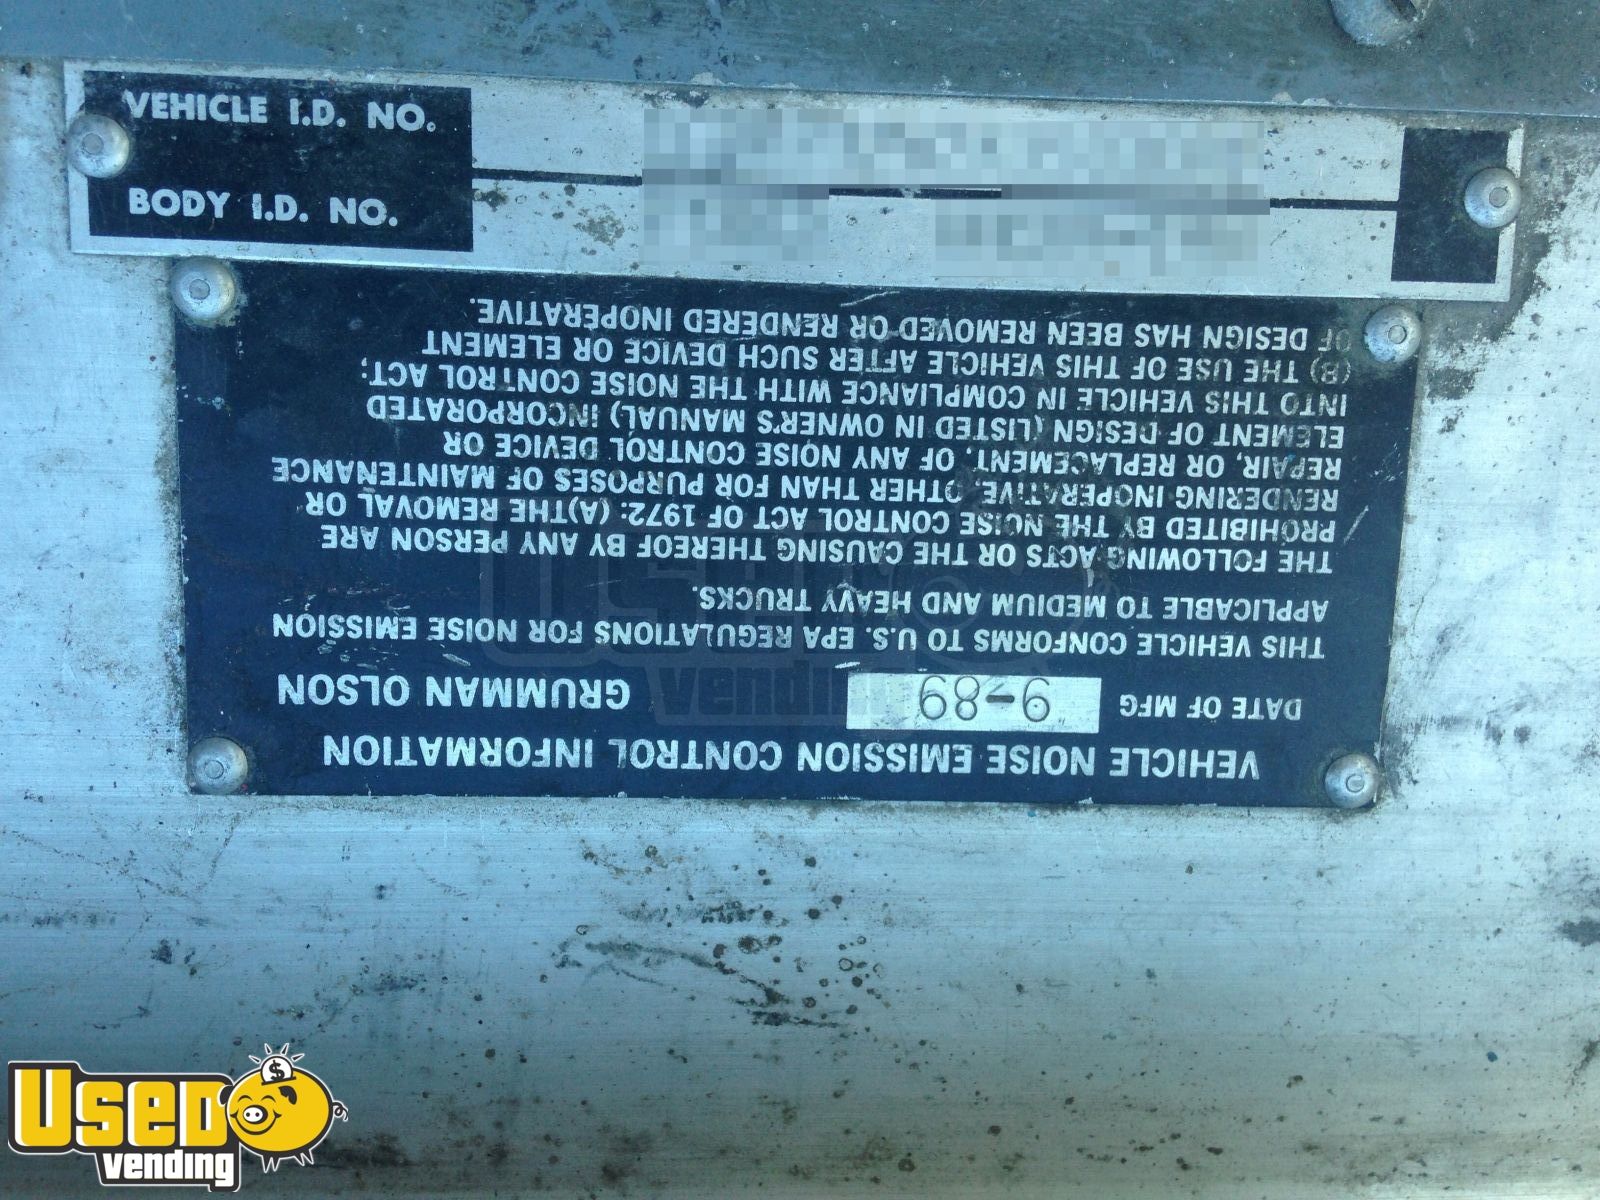 VEHICLE I.D. NO.
BODY I.D. NO.
VEHICLE NOISE EMISSION CONTROL INFORMATION
DATE OF MFG 9-89 GRUMMAN OLSON
THIS VEHICLE CONFORMS TO U.S. EPA REGULATIONS FOR NOISE EMISSION
APPLICABLE TO MEDIUM AND HEAVY TRUCKS.
THE FOLLOWING ACTS OR THE CAUSING THEREOF BY ANY PERSON ARE
PROHIBITED BY THE NOISE CONTROL ACT OF 1972: (A)THE REMOVAL OR
RENDERING INOPERATIVE, OTHER THAN FOR PURPOSES OF MAINTENANCE
REPAIR, OR REPLACEMENT, OF ANY NOISE CONTROL DEVICE OR
ELEMENT OF DESIGN (LISTED IN OWNER'S MANUAL) INCORPORATED
INTO THIS VEHICLE IN COMPLIANCE WITH THE NOISE CONTROL ACT:
(B) THE USE OF THIS VEHICLE AFTER SUCH DEVICE OR ELEMENT
OF DESIGN HAS BEEN REMOVED OR RENDERED INOPERATIVE.
USED
vending
USED
vending